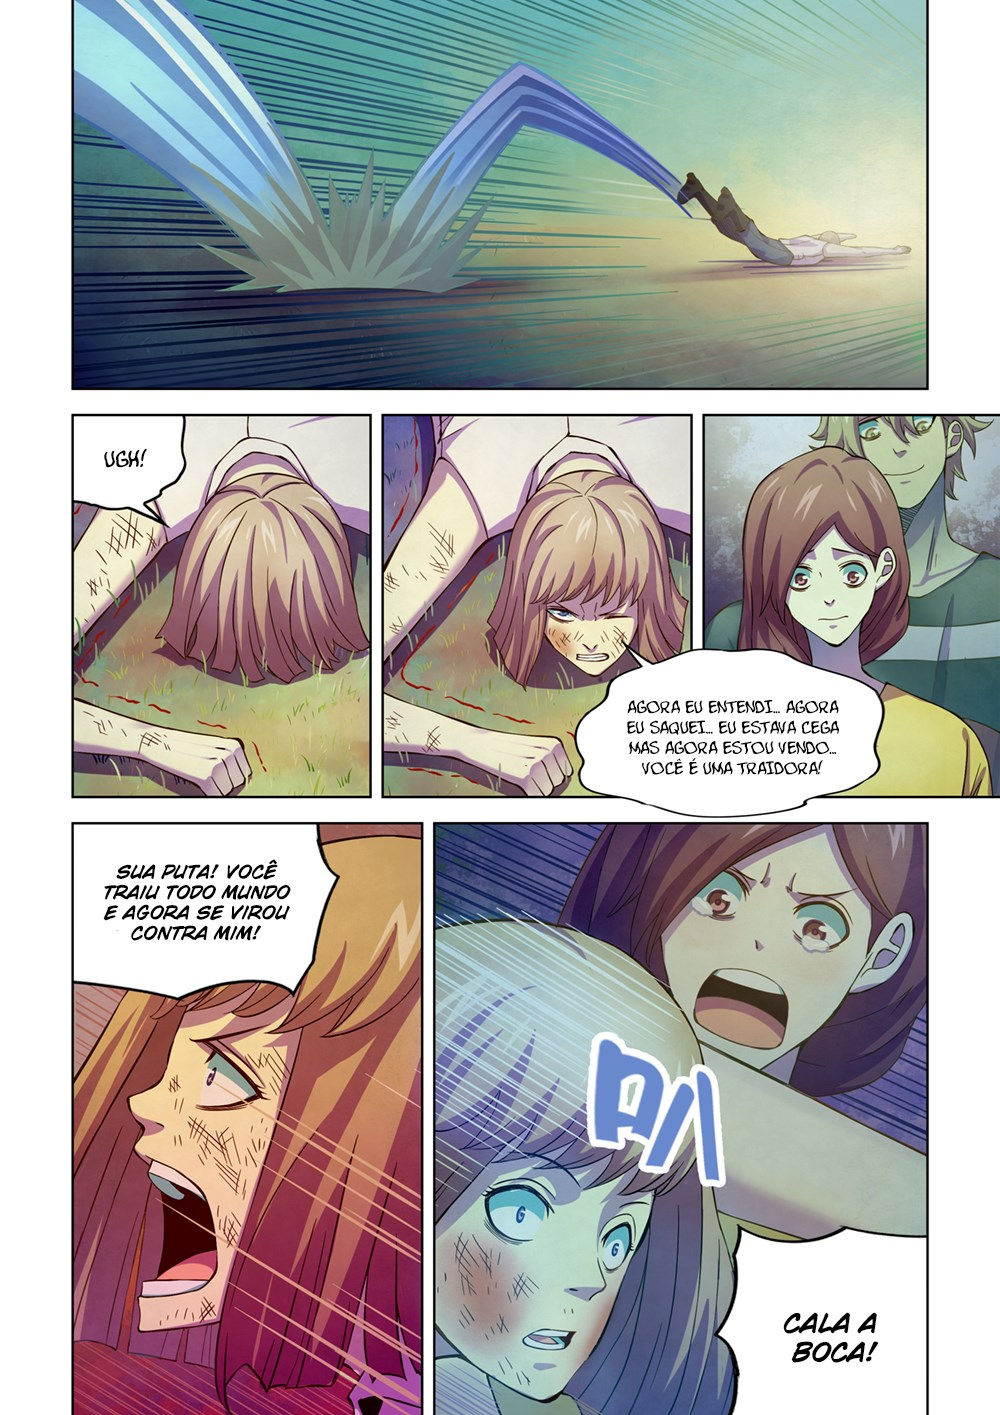 UGH!
AGORA EU ENTENDI... AGORA
EU SAQUEI... EU ESTAVA CEGA
MAS AGORA ESTOU VENDO...
VOCÊ É UMA TRAIDORA!
SUA PUTA! VOCÊ
TRAIU TODO MUNDO
E AGORA SE VIROU
CONTRA MIM!
CALA A
BOCA!